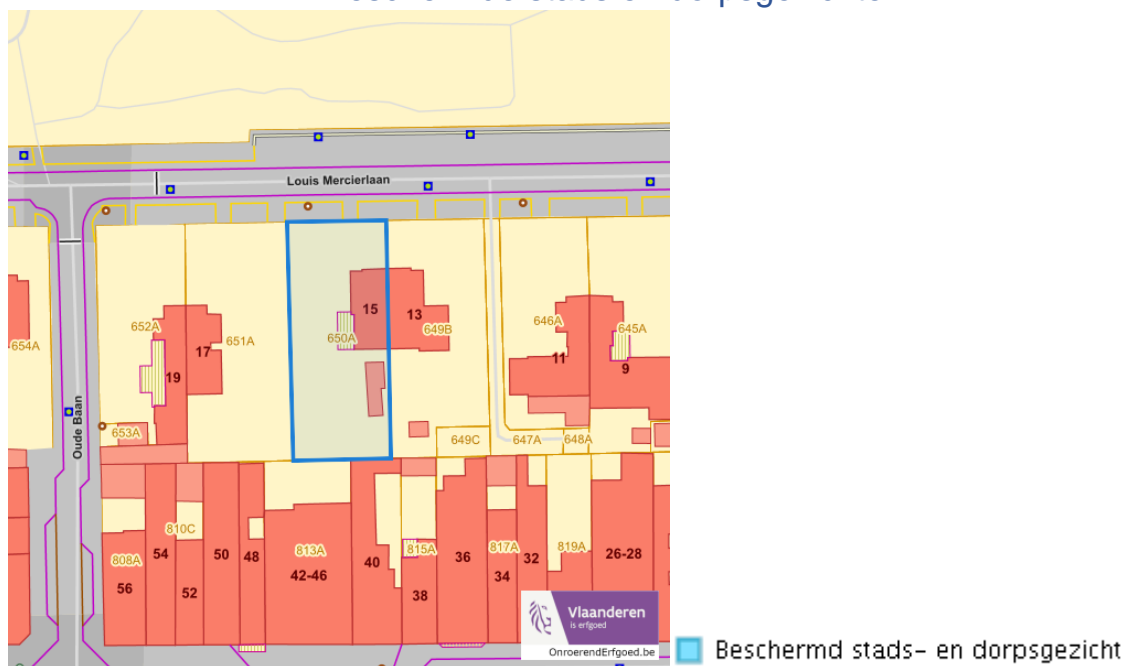 Louis Mercierlaan
15
13
650A
649B
652A
17
651A
19
646A
11
645A
9
654A
653A
Oude Baan
649C
647A
648A
810C
808A
56
54
52
50
48
813A
42-46
40
815A
38
36
817A
34
32
819A
26-28
Vlaanderen
is erfgoed
OnroerendErfgoed.be
Beschermd stads- en dorpsgezicht